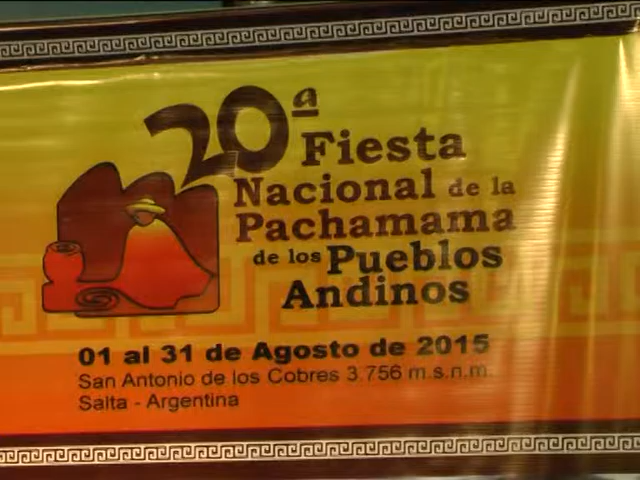 20ª Fiesta
Nacional de la
Pachamama
de los Pueblos
Andinos
01 al 31 de Agosto de 2015
San Antonio de los Cobres 3.756 m.s.n.m.
Salta - Argentina